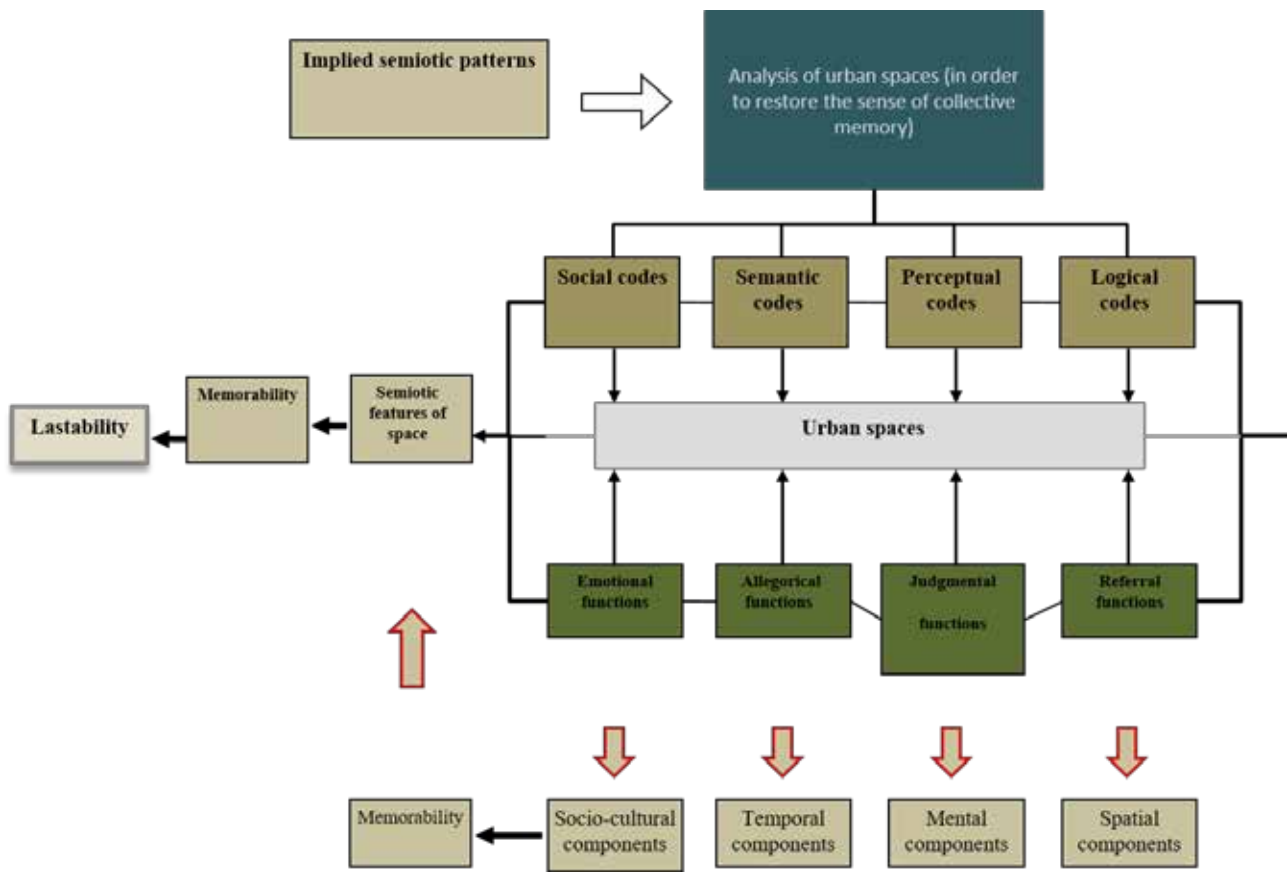 Implied semiotic patterns
Analysis of urban spaces (in order
to restore the sense of collective
memory)
Social codes
Semantic
codes
Perceptual
codes
Logical
codes
Lastability
Memorability
Semiotic
features of
space
Urban spaces
Emotional
functions
Allegorical
functions
Judgmental
functions
Referral
functions
Memorability
Socio-cultural
components
Temporal
components
Mental
components
Spatial
components